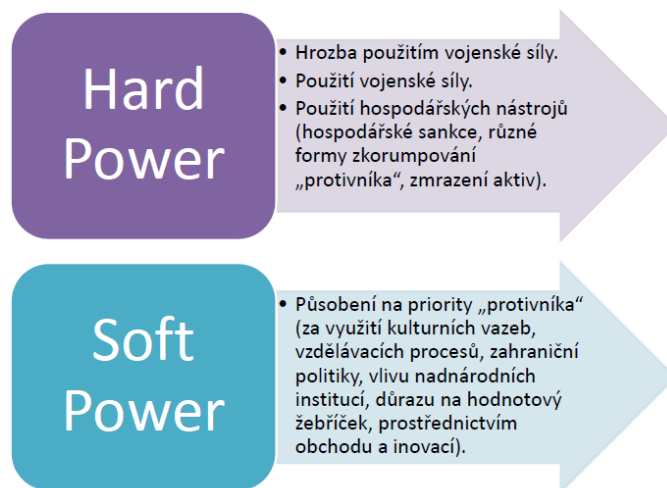 Hard
Power
• Hrozba použitím vojenské síly.
• Použití vojenské síly.
• Použití hospodářských nástrojů
(hospodářské sankce, různé
formy zkorumpování
„protivníka“, zmrazení aktiv).
Soft
Power
• Působení na priority „protivníka“
(za využití kulturních vazeb,
vzdělávacích procesů, zahraniční
politiky, vlivu nadnárodních
institucí, důrazu na hodnotový
žebříček, prostřednictvím
obchodu a inovací).